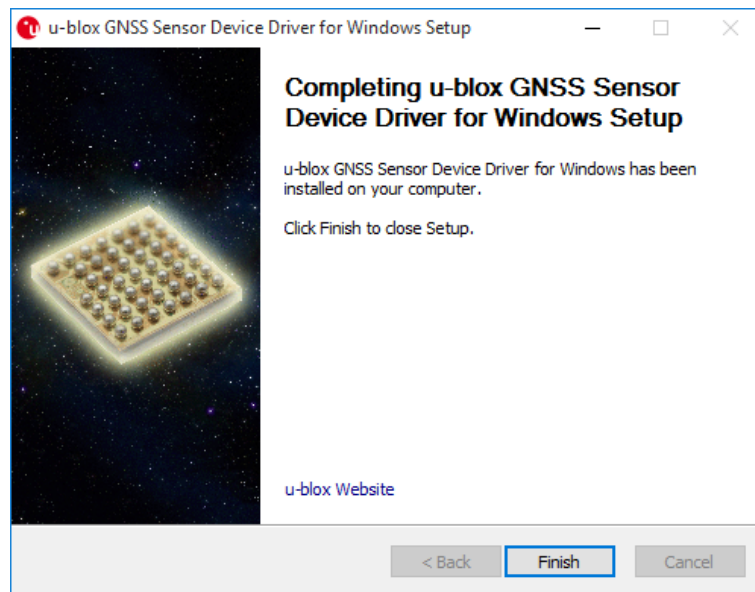 u-blox GNSS Sensor Device Driver for Windows Setup
Completing u-blox GNSS Sensor
Device Driver for Windows Setup
u-blox GNSS Sensor Device Driver for Windows has been
installed on your computer.
Click Finish to close Setup.
u-blox Website
< Back Finish Cancel